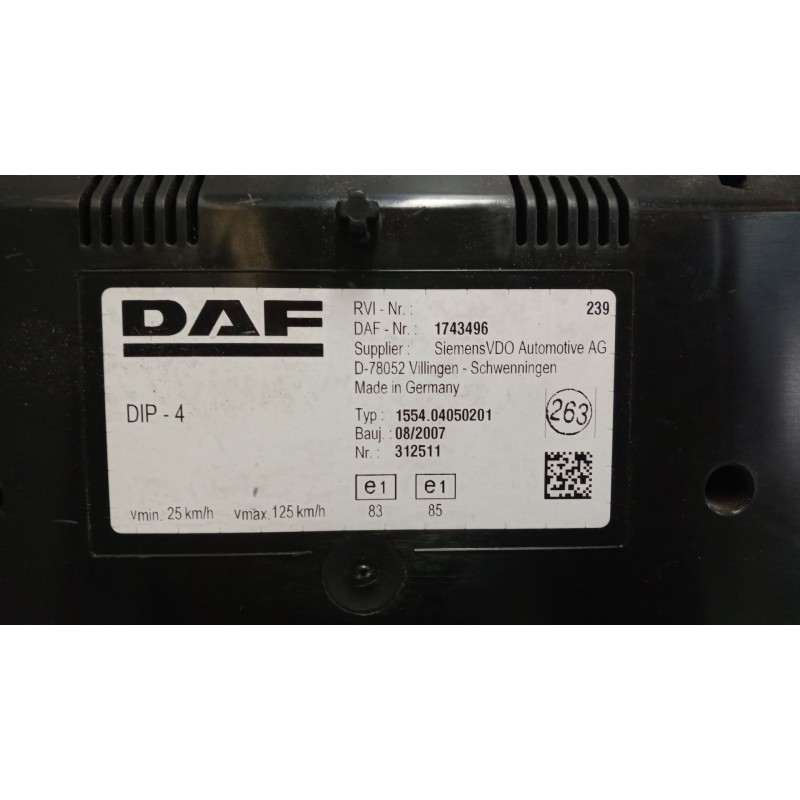 DAF
DIP - 4
vmin. 25 km/h vmax. 125 km/h
RVI - Nr. : 239
DAF - Nr. : 1743496
Supplier : SiemensVDO Automotive AG
D-78052 Villingen - Schwenningen
Made in Germany
Typ : 1554.04050201
Bauj. : 08/2007
Nr. : 312511
263
e1 e1
83 85